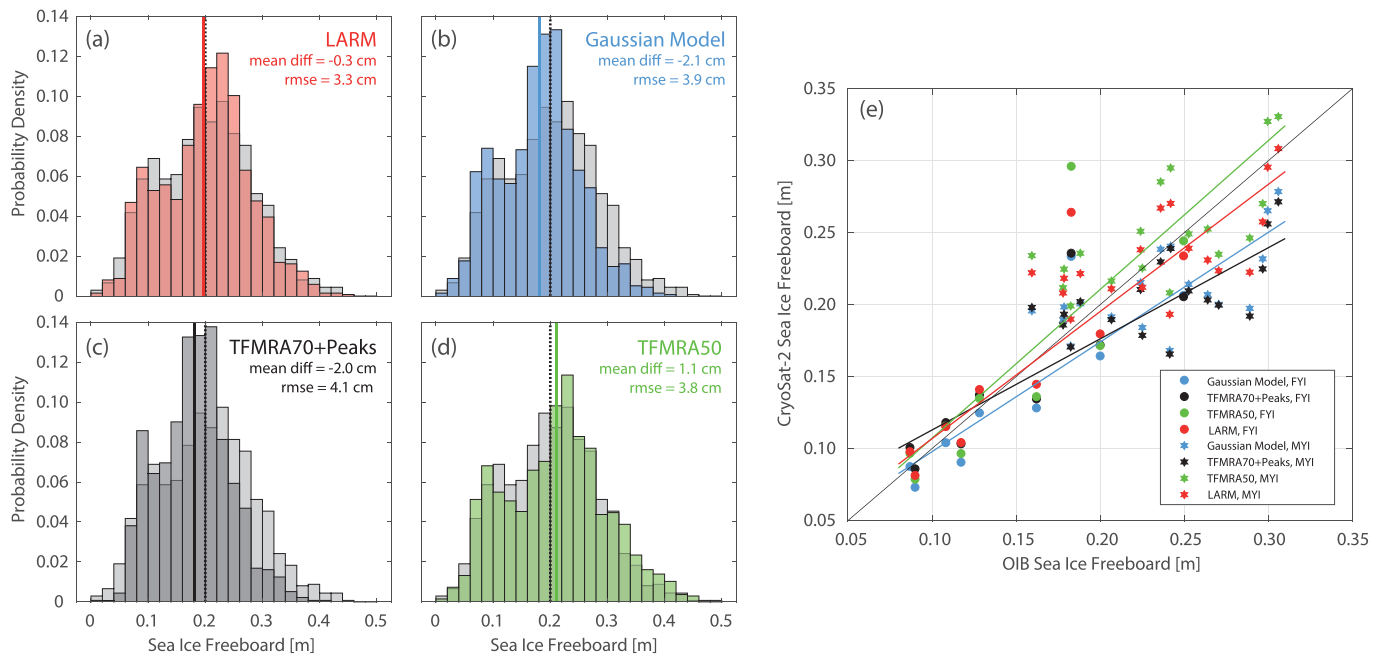 (a)
LARM
mean diff = -0.3 cm
rmse = 3.3 cm
0.14
0.12
0.10
0.08
0.06
0.04
0.02
0
Probability Density
(b)
Gaussian Model
mean diff = -2.1 cm
rmse = 3.9 cm
(c)
TFMRA70+Peaks
mean diff = -2.0 cm
rmse = 4.1 cm
0.14
0.12
0.10
0.08
0.06
0.04
0.02
0
Probability Density
0 0.1 0.2 0.3 0.4 0.5
Sea Ice Freeboard [m]
(d)
TFMRA50
mean diff = 1.1 cm
rmse = 3.8 cm
0 0.1 0.2 0.3 0.4 0.5
Sea Ice Freeboard [m]
(e)
0.35
0.30
0.25
0.20
0.15
0.10
0.05
CryoSat-2 Sea Ice Freeboard [m]
Gaussian Model, FYI
TFMRA70+Peaks, FYI
TFMRA50, FYI
LARM, FYI
Gaussian Model, MYI
TFMRA70+Peaks, MYI
TFMRA50, MYI
LARM, MYI
0.05 0.10 0.15 0.20 0.25 0.30 0.35
OIB Sea Ice Freeboard [m]